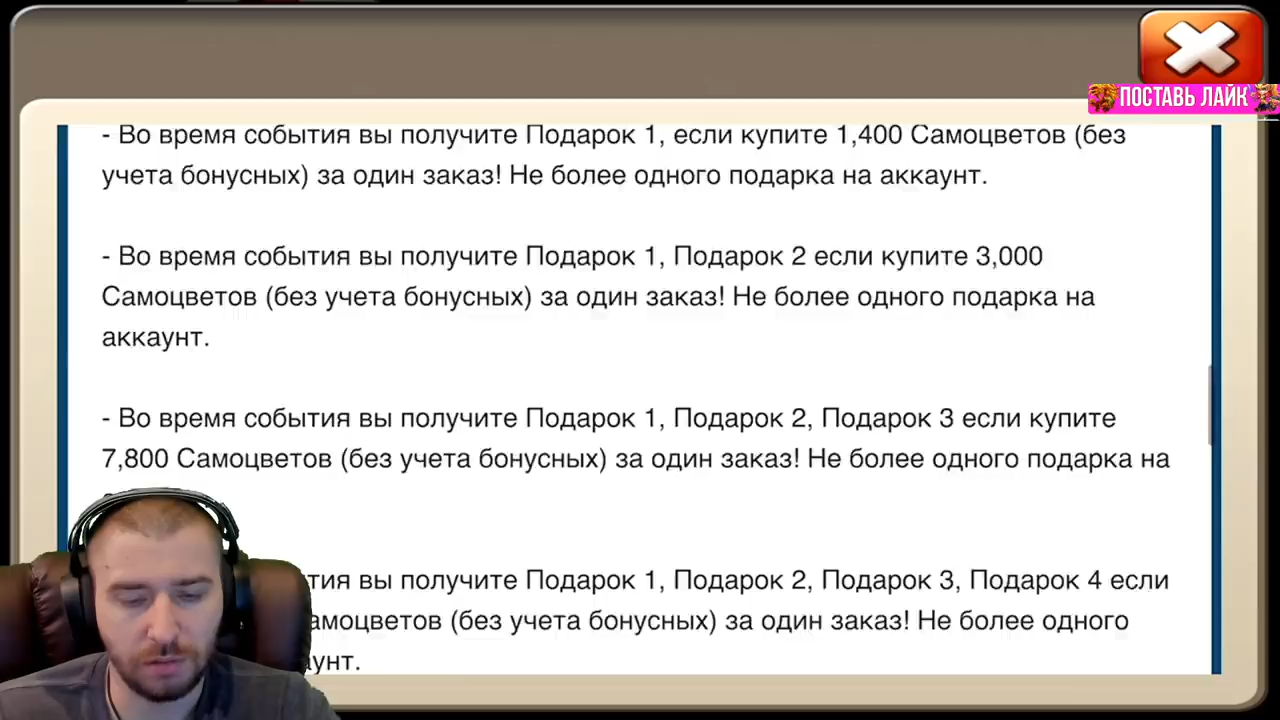 ПОСТАВЬ ЛАЙК
- Во время события вы получите Подарок 1, если купите 1,400 Самоцветов (без
учета бонусных) за один заказ! Не более одного подарка на аккаунт.
- Во время события вы получите Подарок 1, Подарок 2 если купите 3,000
Самоцветов (без учета бонусных) за один заказ! Не более одного подарка на
аккаунт.
- Во время события вы получите Подарок 1, Подарок 2, Подарок 3 если купите
7,800 Самоцветов (без учета бонусных) за один заказ! Не более одного подарка на
вы получите Подарок 1, Подарок 2, Подарок 3, Подарок 4 если
(без учета бонусных) за один заказ! Не более одного